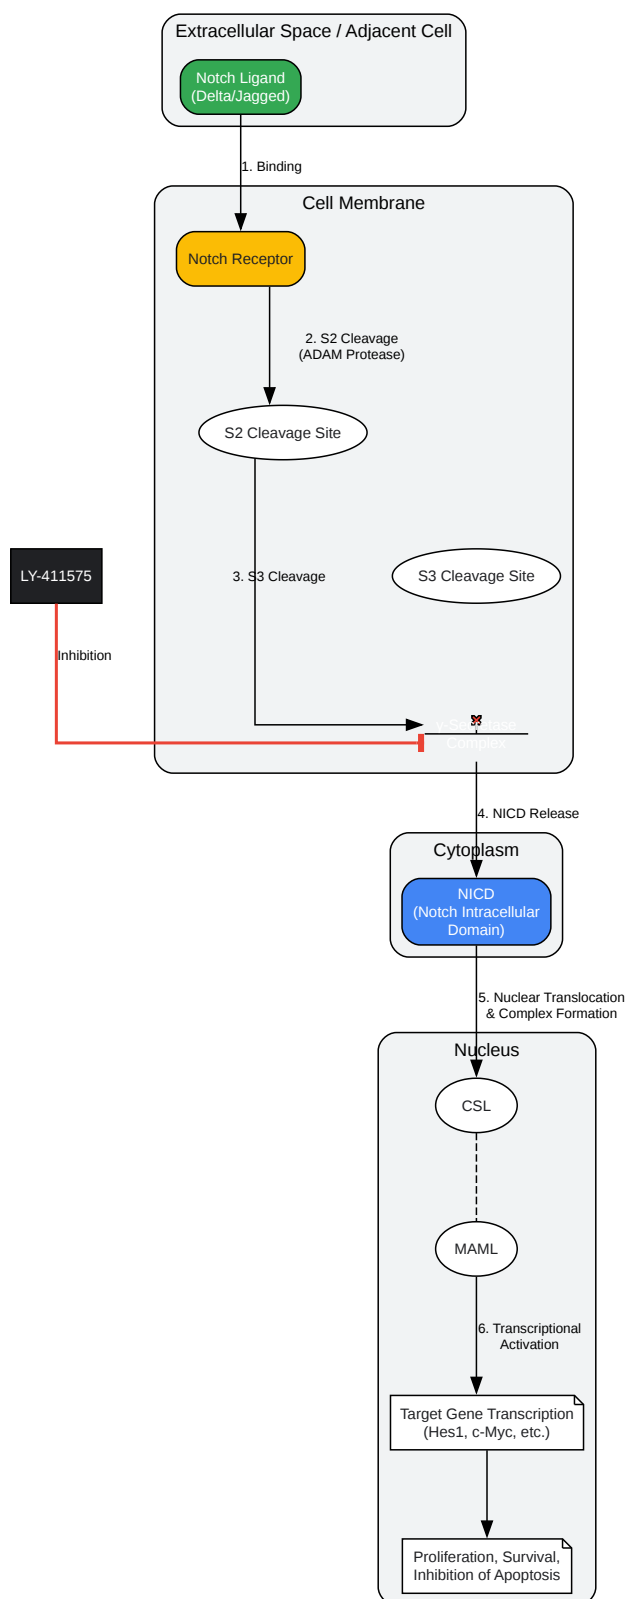 Extracellular Space / Adjacent Cell
Notch Ligand
(Delta/Jagged)
1. Binding
Cell Membrane
Notch Receptor
2. S2 Cleavage
(ADAM Protease)
S2 Cleavage Site
LY-411575
3. S3 Cleavage
S3 Cleavage Site
Inhibition
γ-Secretase
Complex
4. NICD Release
Cytoplasm
NICD
(Notch Intracellular
Domain)
5. Nuclear Translocation
& Complex Formation
Nucleus
CSL
MAML
6. Transcriptional
Activation
Target Gene Transcription
(Hes1, c-Myc, etc.)
Proliferation, Survival,
Inhibition of Apoptosis